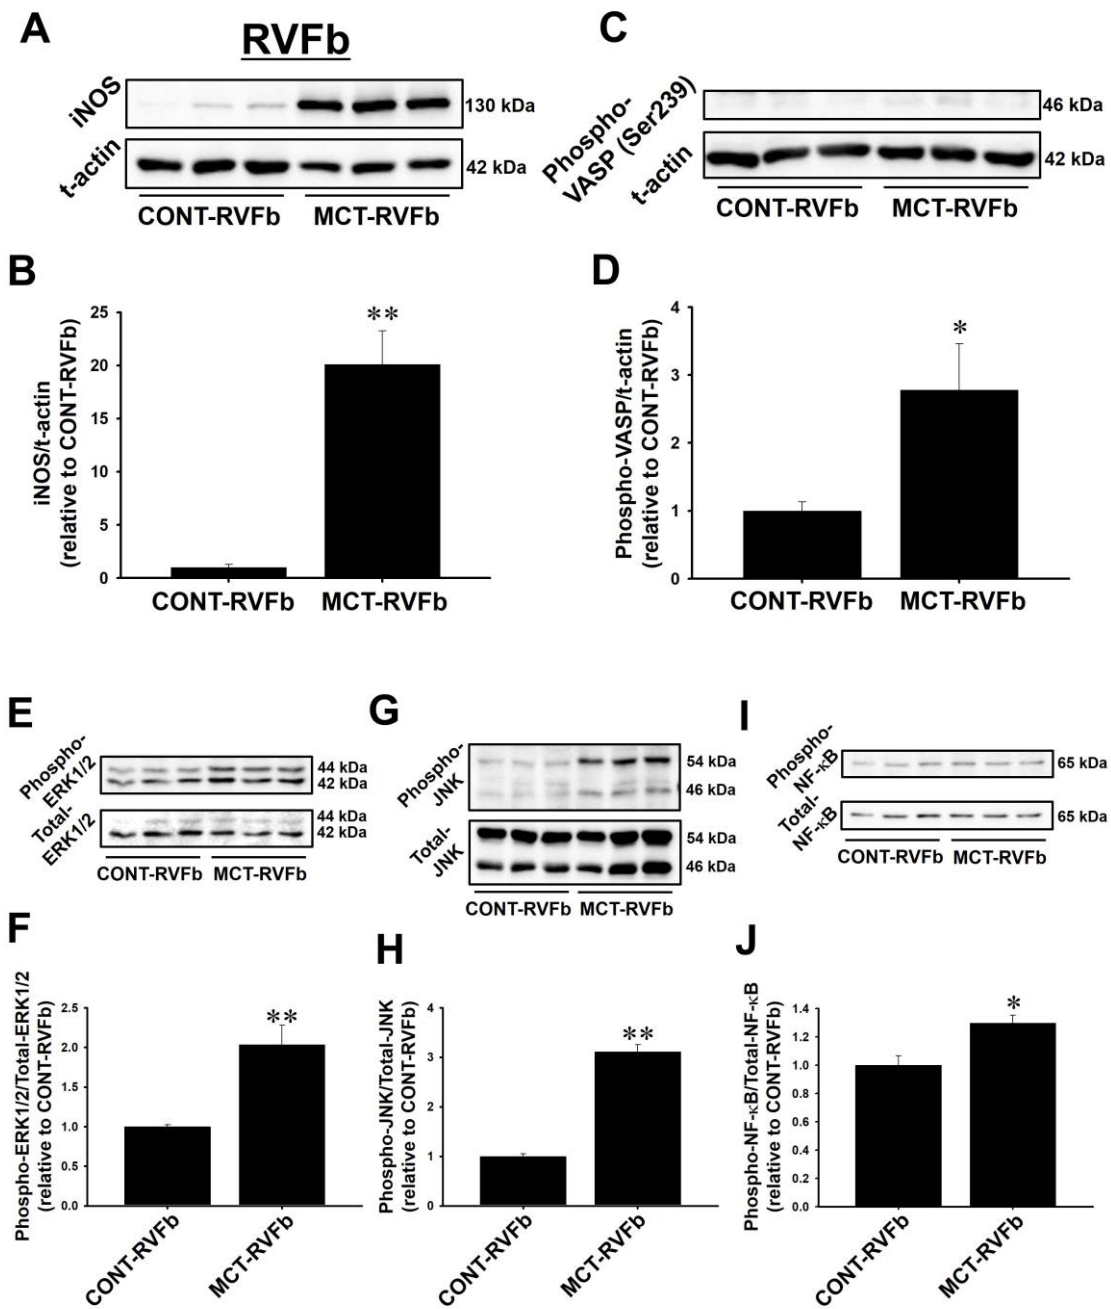 A
RVFb
iNOS
130 kDa
t-actin
42 kDa
CONT-RVFb
MCT-RVFb
C
Phospho-
VASP (Ser239)
46 kDa
t-actin
42 kDa
CONT-RVFb
MCT-RVFb
B
iNOS/t-actin
(relative to CONT-RVFb)
25
20
15
10
5
0
**
CONT-RVFb
MCT-RVFb
D
Phospho-VASP/t-actin
(relative to CONT-RVFb)
4
3
2
1
0
*
CONT-RVFb
MCT-RVFb
E
Phospho-
ERK1/2
44 kDa
42 kDa
Total-
ERK1/2
44 kDa
42 kDa
CONT-RVFb
MCT-RVFb
G
Phospho-
JNK
54 kDa
46 kDa
Total-
JNK
54 kDa
46 kDa
CONT-RVFb
MCT-RVFb
I
Phospho-
NF-κB
65 kDa
Total-
NF-κB
65 kDa
CONT-RVFb
MCT-RVFb
F
Phospho-ERK1/2/Total-ERK1/2
(relative to CONT-RVFb)
2.5
2.0
1.5
1.0
0.5
0.0
**
CONT-RVFb
MCT-RVFb
H
Phospho-JNK/Total-JNK
(relative to CONT-RVFb)
4
3
2
1
0
**
CONT-RVFb
MCT-RVFb
J
Phospho-NF-κB/Total-NF-κB
(relative to CONT-RVFb)
1.4
1.2
1.0
0.8
0.6
0.4
0.2
0.0
*
CONT-RVFb
MCT-RVFb